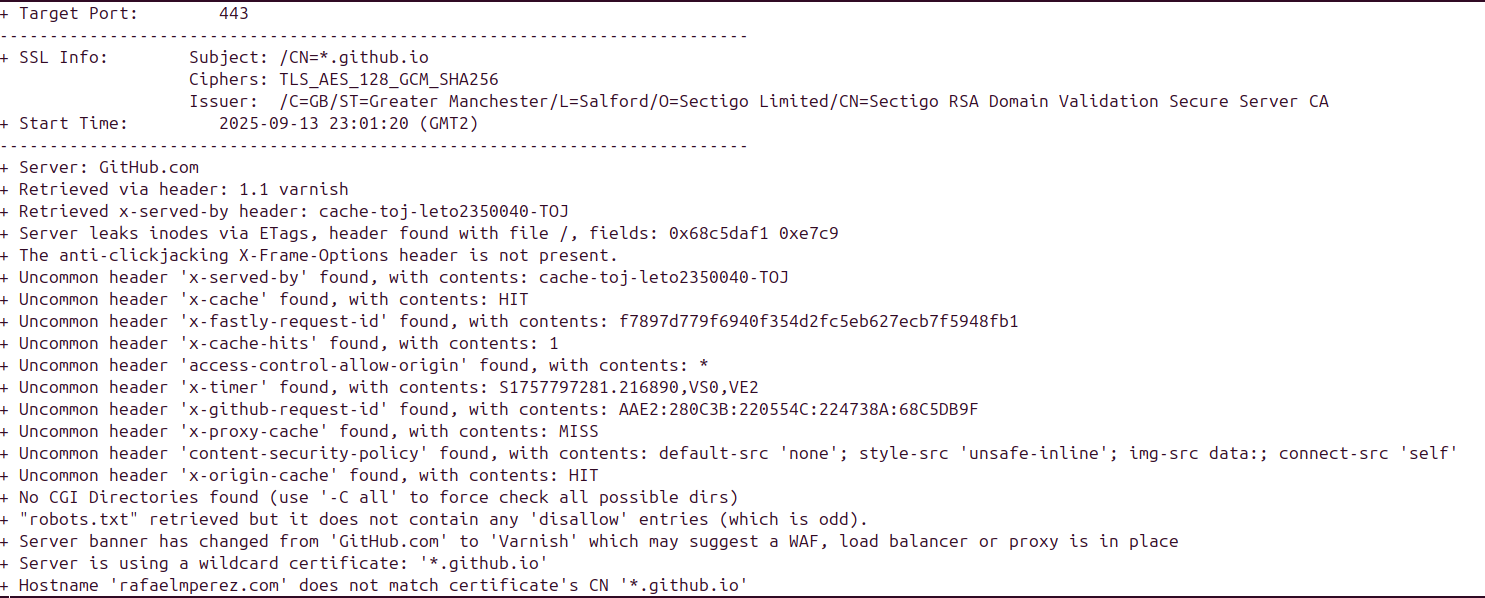 + Target Port:        443
---------------------------------------------------------------------------
+ SSL Info:        Subject: /CN=*.github.io
                   Ciphers: TLS_AES_128_GCM_SHA256
                   Issuer:  /C=GB/ST=Greater Manchester/L=Salford/O=Sectigo Limited/CN=Sectigo RSA Domain Validation Secure Server CA
+ Start Time:         2025-09-13 23:01:20 (GMT2)
---------------------------------------------------------------------------
+ Server: GitHub.com
+ Retrieved via header: 1.1 varnish
+ Retrieved x-served-by header: cache-toj-leto2350040-TOJ
+ Server leaks inodes via ETags, header found with file /, fields: 0x68c5daf1 0xe7c9
+ The anti-clickjacking X-Frame-Options header is not present.
+ Uncommon header 'x-served-by' found, with contents: cache-toj-leto2350040-TOJ
+ Uncommon header 'x-cache' found, with contents: HIT
+ Uncommon header 'x-fastly-request-id' found, with contents: f7897d779f6940f354d2fc5eb627ecb7f5948fb1
+ Uncommon header 'x-cache-hits' found, with contents: 1
+ Uncommon header 'access-control-allow-origin' found, with contents: *
+ Uncommon header 'x-timer' found, with contents: S1757797281.216890,VS0,VE2
+ Uncommon header 'x-github-request-id' found, with contents: AAE2:280C3B:220554C:224738A:68C5DB9F
+ Uncommon header 'x-proxy-cache' found, with contents: MISS
+ Uncommon header 'content-security-policy' found, with contents: default-src 'none'; style-src 'unsafe-inline'; img-src data:; connect-src 'self'
+ Uncommon header 'x-origin-cache' found, with contents: HIT
+ No CGI Directories found (use '-C all' to force check all possible dirs)
+ "robots.txt" retrieved but it does not contain any 'disallow' entries (which is odd).
+ Server banner has changed from 'GitHub.com' to 'Varnish' which may suggest a WAF, load balancer or proxy is in place
+ Server is using a wildcard certificate: '*.github.io'
+ Hostname 'rafaelmperez.com' does not match certificate's CN '*.github.io'